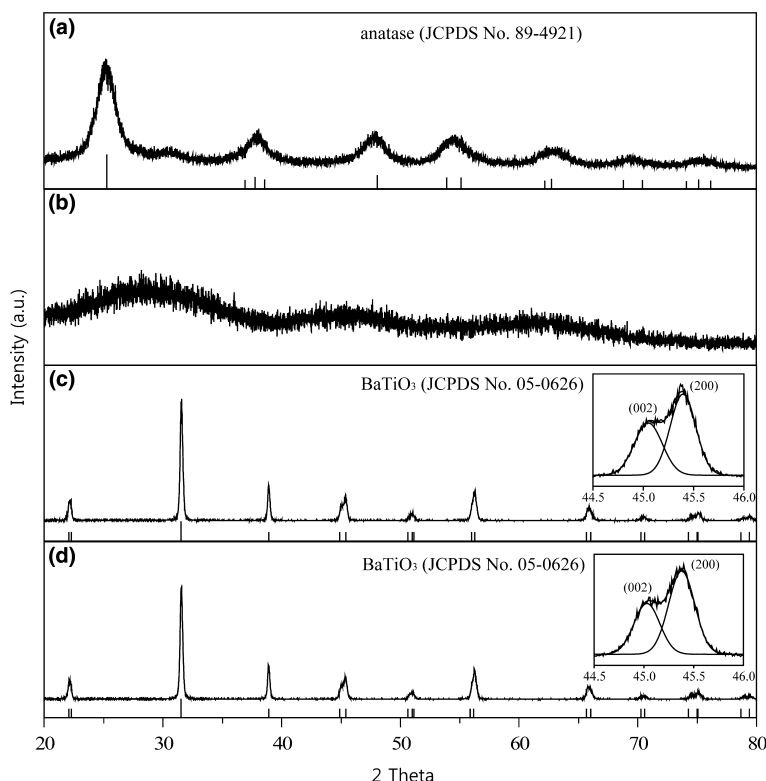 (a)
anatase (JCPDS No. 89-4921)
(b)
Intensity (a.u.)
(c)
BaTiO₃ (JCPDS No. 05-0626)
(002)
(200)
44.5 45.0 45.4 46.0
(d)
BaTiO₃ (JCPDS No. 05-0626)
(002)
(200)
44.5 45.0 45.4 46.0
20 30 40 50 60 70 80
2 Theta